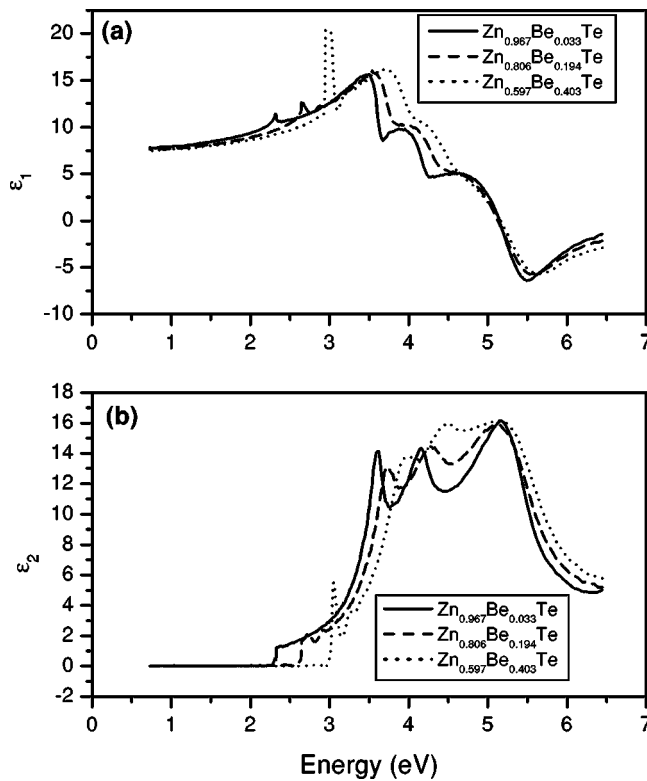 (a)
Zn0.967Be0.033Te
Zn0.806Be0.194Te
Zn0.597Be0.403Te
25
20
15
10
5
0
-5
-10
ε1
0 1 2 3 4 5 6 7
(b)
18
16
14
12
10
8
6
4
2
0
-2
ε2
Zn0.967Be0.033Te
Zn0.806Be0.194Te
Zn0.597Be0.403Te
0 1 2 3 4 5 6 7
Energy (eV)